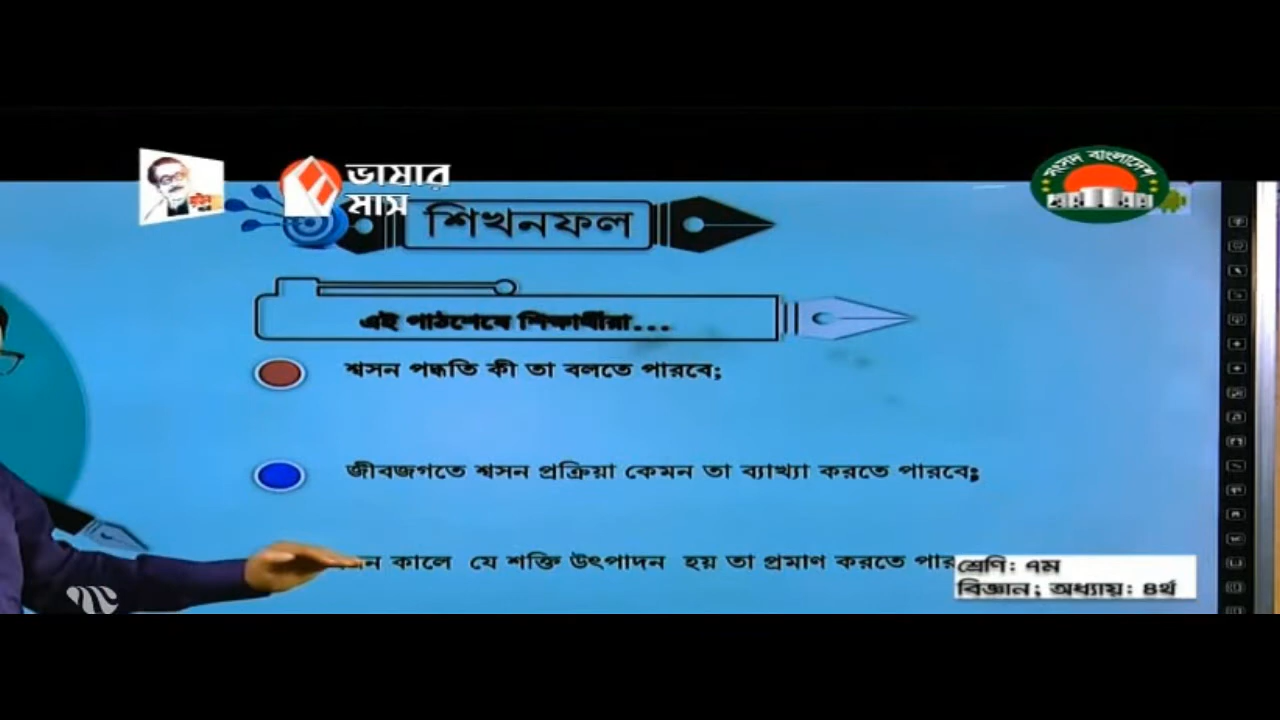 ভাষার
মাস
সংসদ বাংলাদেশ
শিখনফল
এই পাঠশেষে শিক্ষার্থীরা...
শ্বসন পদ্ধতি কী তা বলতে পারবে;
জীবজগতে শ্বসন প্রক্রিয়া কেমন তা ব্যাখ্যা করতে পারবে;
কালে যে শক্তি উৎপাদন হয় তা প্রমাণ করতে
শ্রেণি: ৭ম
বিজ্ঞান; অধ্যায়: ৪র্থ